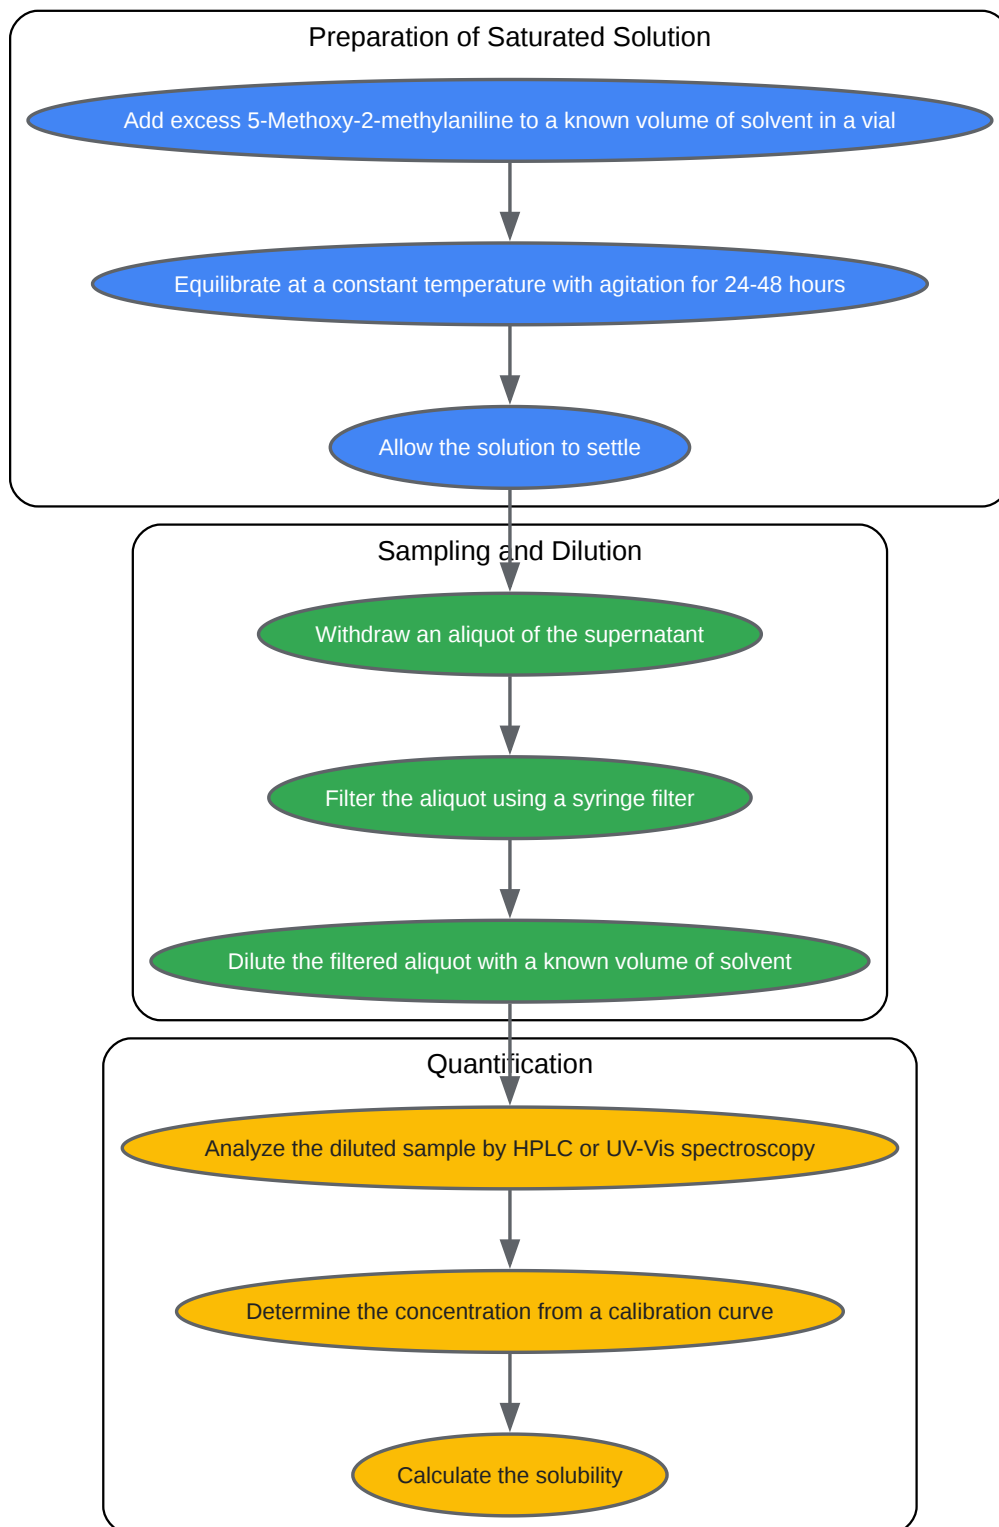 Preparation of Saturated Solution
Add excess 5-Methoxy-2-methylaniline to a known volume of solvent in a vial
Equilibrate at a constant temperature with agitation for 24-48 hours
Allow the solution to settle
Sampling and Dilution
Withdraw an aliquot of the supernatant
Filter the aliquot using a syringe filter
Dilute the filtered aliquot with a known volume of solvent
Quantification
Analyze the diluted sample by HPLC or UV-Vis spectroscopy
Determine the concentration from a calibration curve
Calculate the solubility